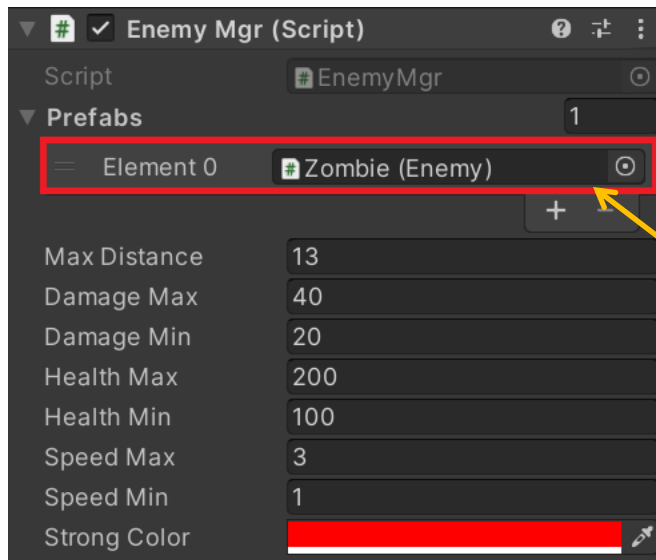 # Enemy Mgr (Script)
Script # EnemyMgr
Prefabs 1
= Element 0 # Zombie (Enemy)
+ −
Max Distance 13
Damage Max 40
Damage Min 20
Health Max 200
Health Min 100
Speed Max 3
Speed Min 1
Strong Color